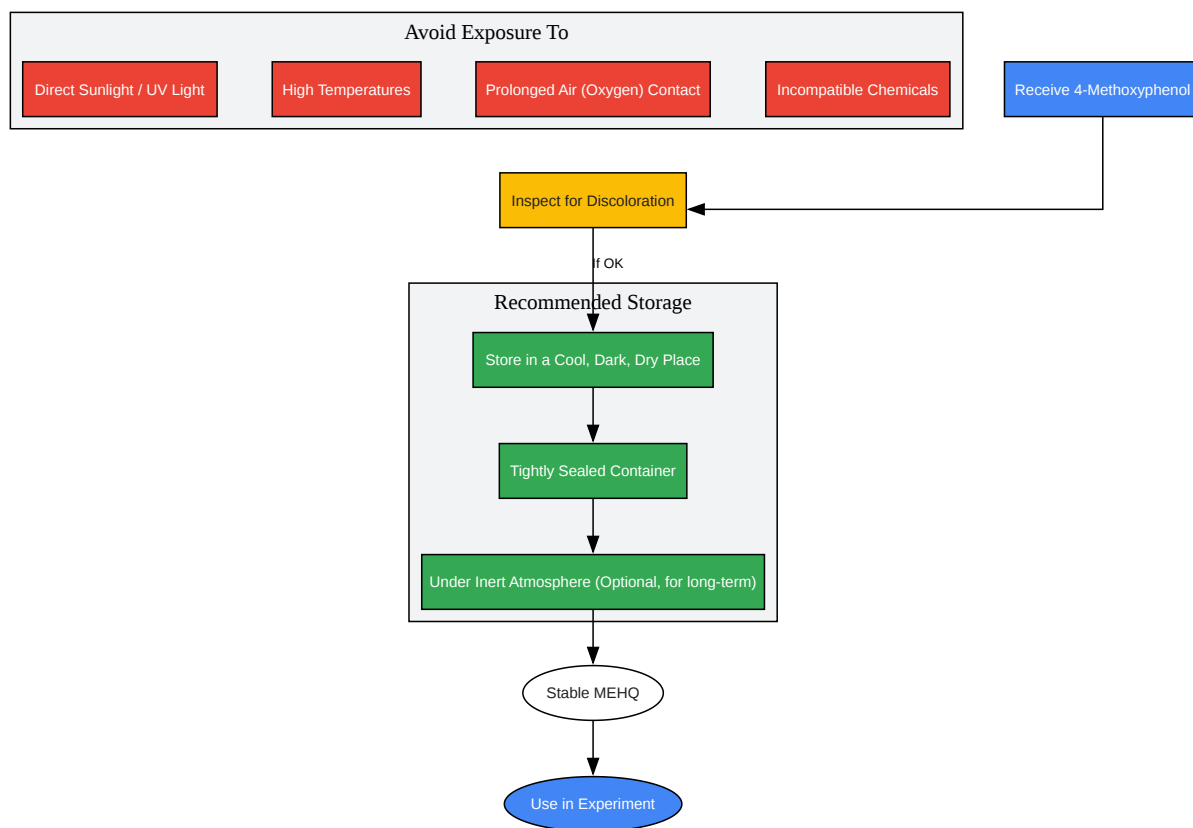 Avoid Exposure To
Direct Sunlight / UV Light
High Temperatures
Prolonged Air (Oxygen) Contact
Incompatible Chemicals
Receive 4-Methoxyphenol
Inspect for Discoloration
If OK
Recommended Storage
Store in a Cool, Dark, Dry Place
Tightly Sealed Container
Under Inert Atmosphere (Optional, for long-term)
Stable MEHQ
Use in Experiment